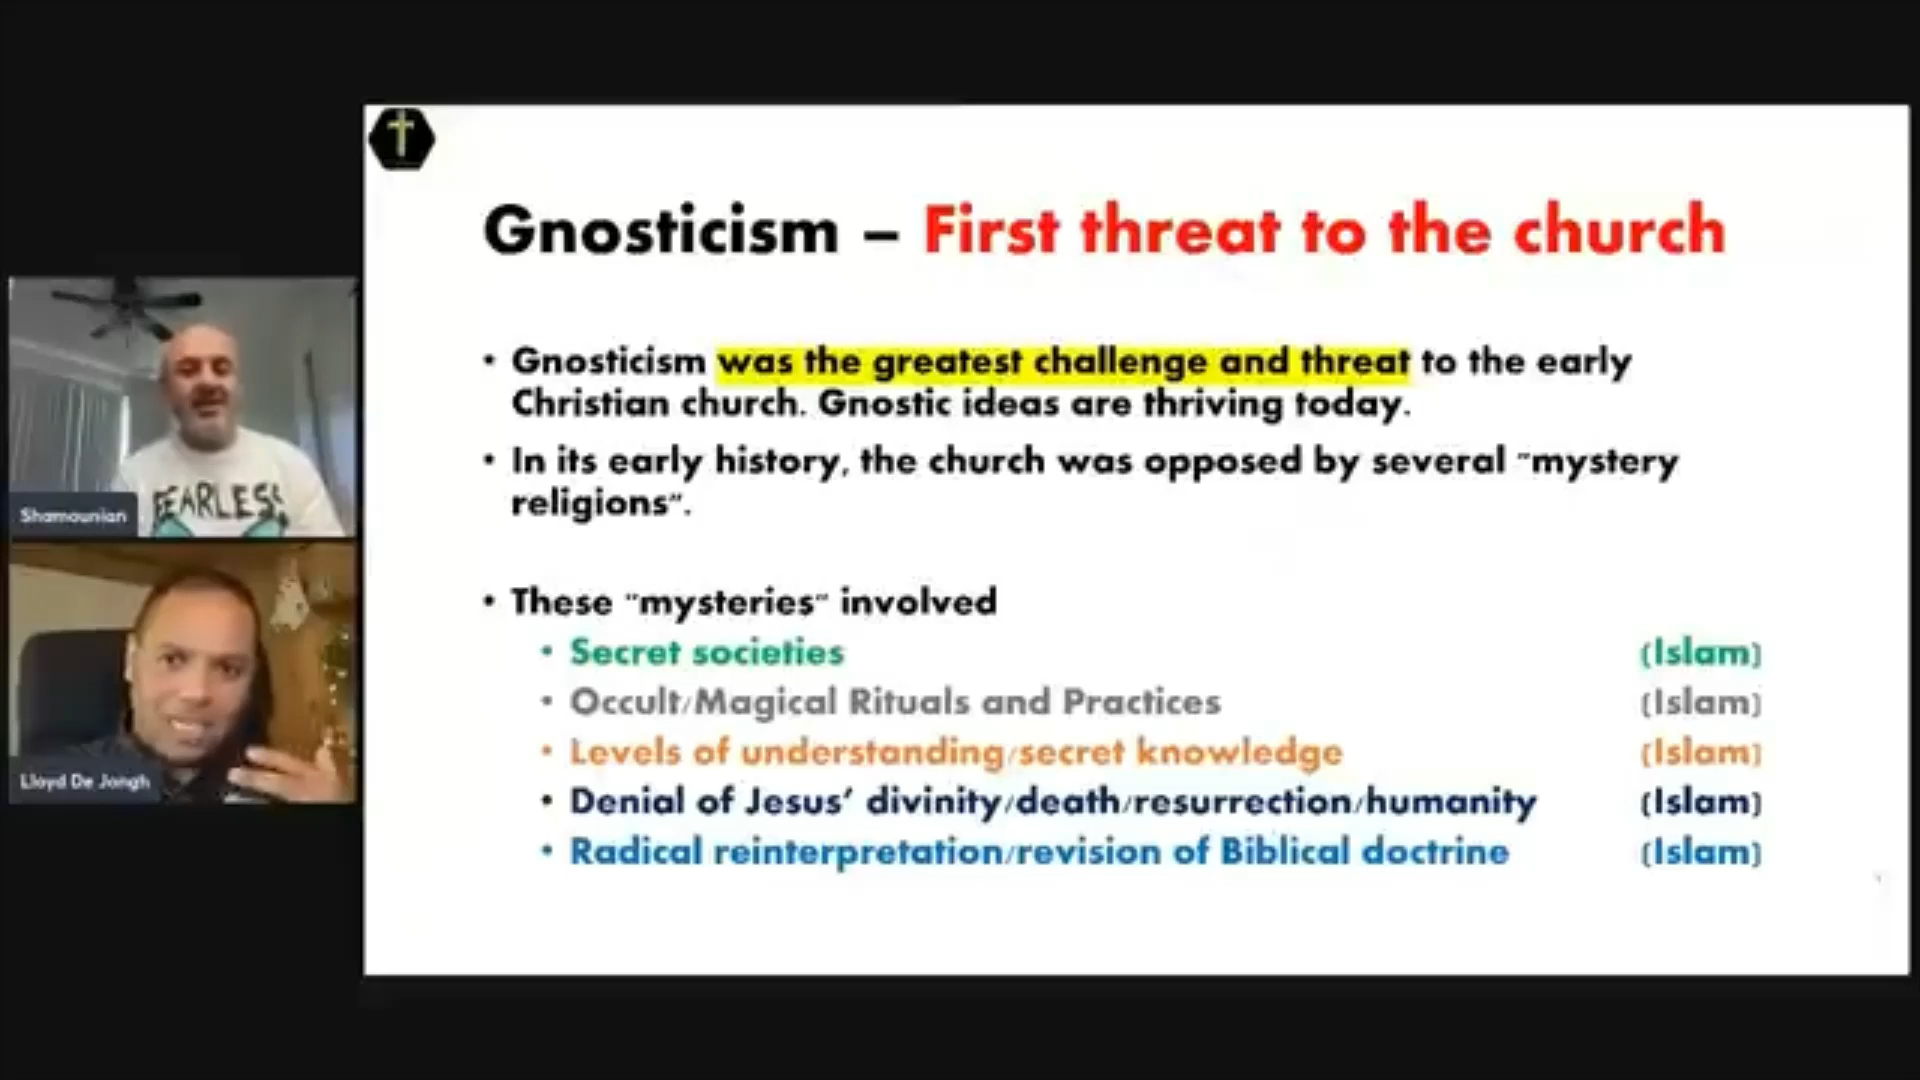 Gnosticism – First threat to the church
• Gnosticism was the greatest challenge and threat to the early
Christian church. Gnostic ideas are thriving today.
• In its early history, the church was opposed by several "mystery
religions".
• These "mysteries" involved
• Secret societies (Islam)
• Occult/Magical Rituals and Practices (Islam)
• Levels of understanding/secret knowledge (Islam)
• Denial of Jesus' divinity/death/resurrection/humanity (Islam)
• Radical reinterpretation/revision of Biblical doctrine (Islam)
FEARLESS
Shamounian
Lloyd De Jongh